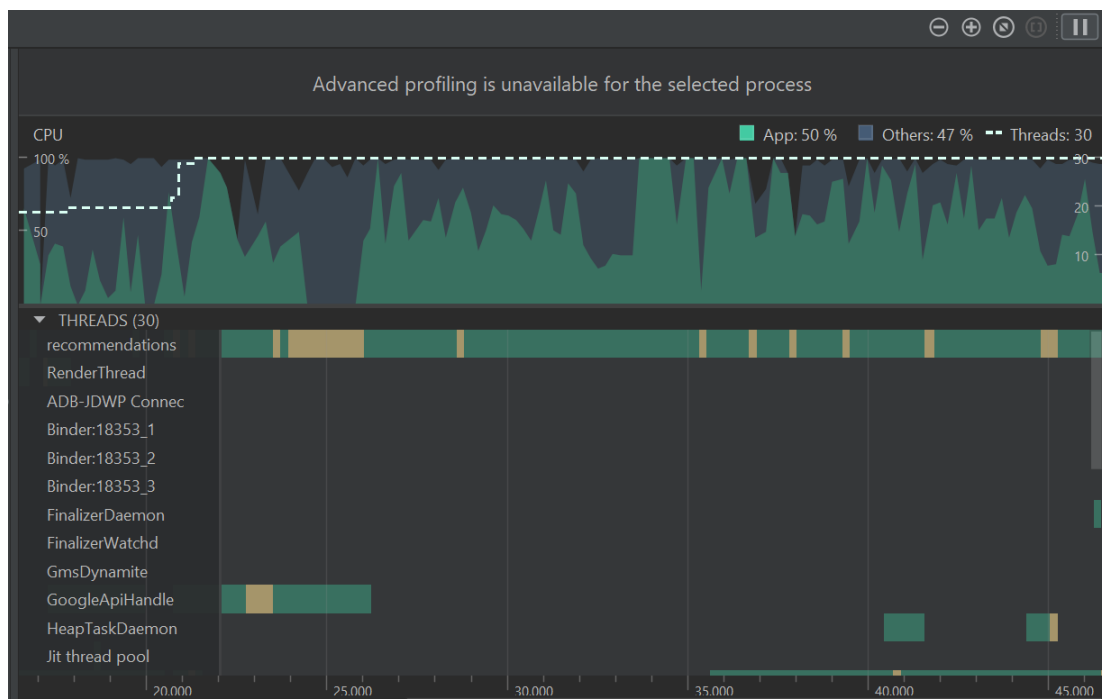 Advanced profiling is unavailable for the selected process
CPU
App: 50 %
Others: 47 %
Threads: 30
100 %
30
50
20
10
THREADS (30)
recommendations
RenderThread
ADB-JDWP Connec
Binder:18353_1
Binder:18353_2
Binder:18353_3
FinalizerDaemon
FinalizerWatchd
GmsDynamite
GoogleApiHandle
HeapTaskDaemon
Jit thread pool
20.000 25.000 30.000 35.000 40.000 45.000